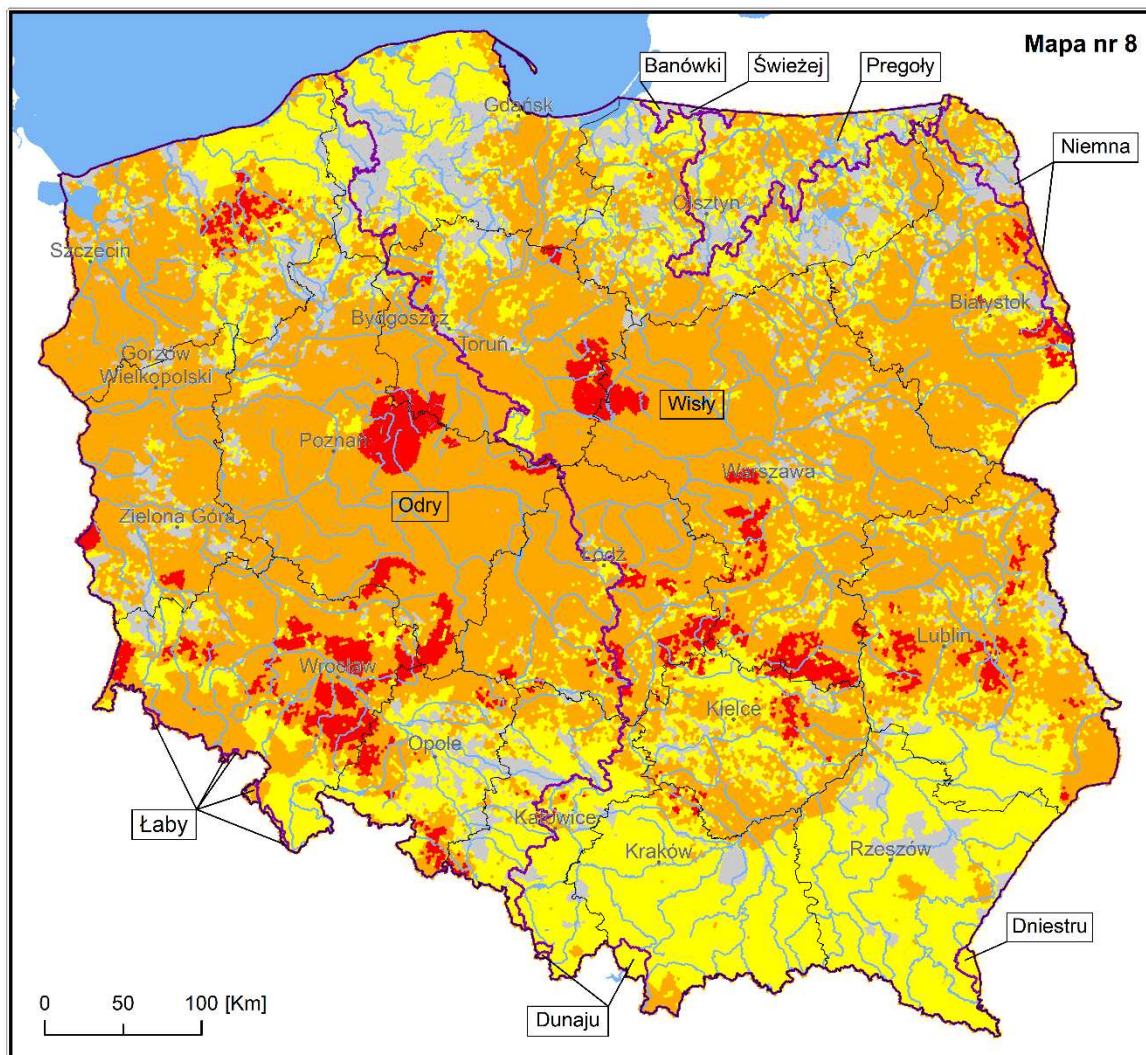 Mapa nr 8
Banówki
Świeżej
Pregoły
Gdańsk
Niemna
Olsztyn
Szczecin
Białystok
Bydgoszcz
Toruń
Gorzów
Wielkopolski
Wisły
Poznań
Warszawa
Odry
Zielona Góra
Łódź
Lublin
Wrocław
Kielce
Opole
Łaby
Katowice
Kraków
Rzeszów
Dniestru
0 50 100 [Km]
Dunaju